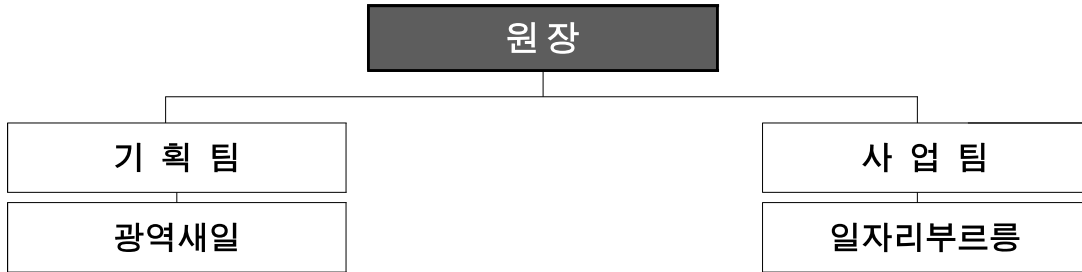 원장
기 획 팀
사 업 팀
광역새일
일자리부르릉